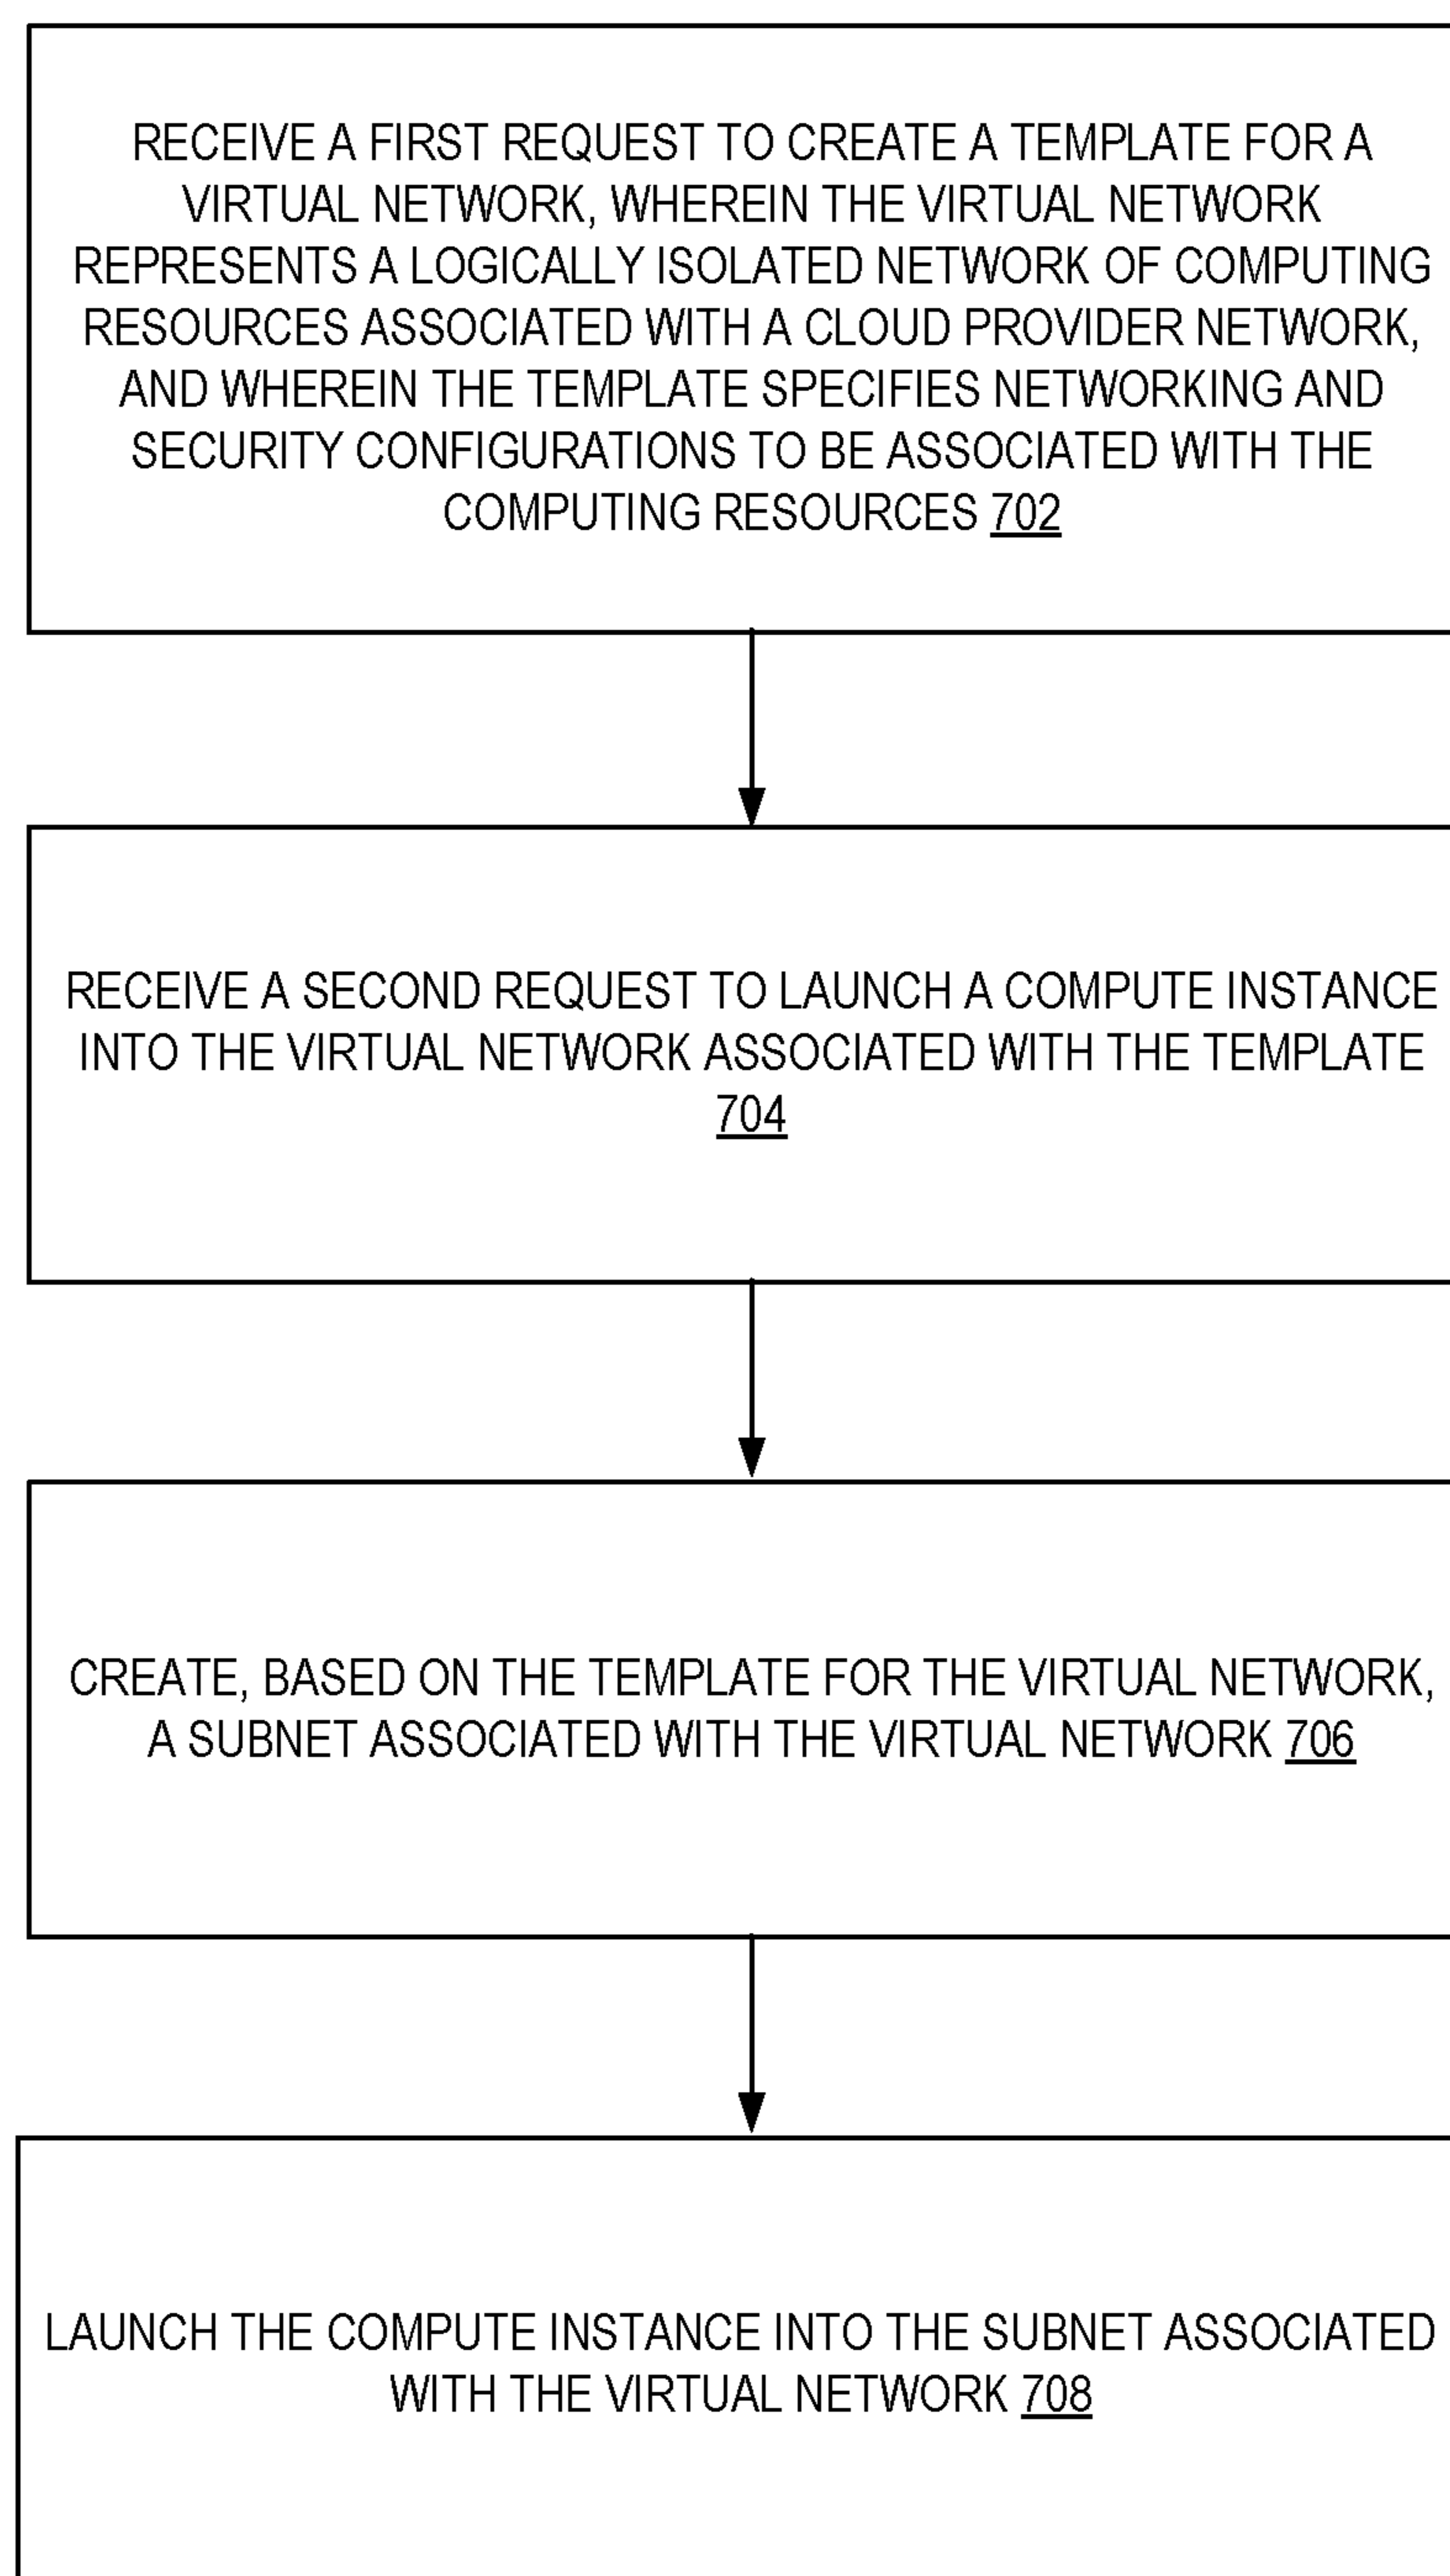 RECEIVE A FIRST REQUEST TO CREATE A TEMPLATE FOR A
VIRTUAL NETWORK, WHEREIN THE VIRTUAL NETWORK
REPRESENTS A LOGICALLY ISOLATED NETWORK OF COMPUTING
RESOURCES ASSOCIATED WITH A CLOUD PROVIDER NETWORK,
AND WHEREIN THE TEMPLATE SPECIFIES NETWORKING AND
SECURITY CONFIGURATIONS TO BE ASSOCIATED WITH THE
COMPUTING RESOURCES 702
RECEIVE A SECOND REQUEST TO LAUNCH A COMPUTE INSTANCE
INTO THE VIRTUAL NETWORK ASSOCIATED WITH THE TEMPLATE
704
CREATE, BASED ON THE TEMPLATE FOR THE VIRTUAL NETWORK,
A SUBNET ASSOCIATED WITH THE VIRTUAL NETWORK 706
LAUNCH THE COMPUTE INSTANCE INTO THE SUBNET ASSOCIATED
WITH THE VIRTUAL NETWORK 708